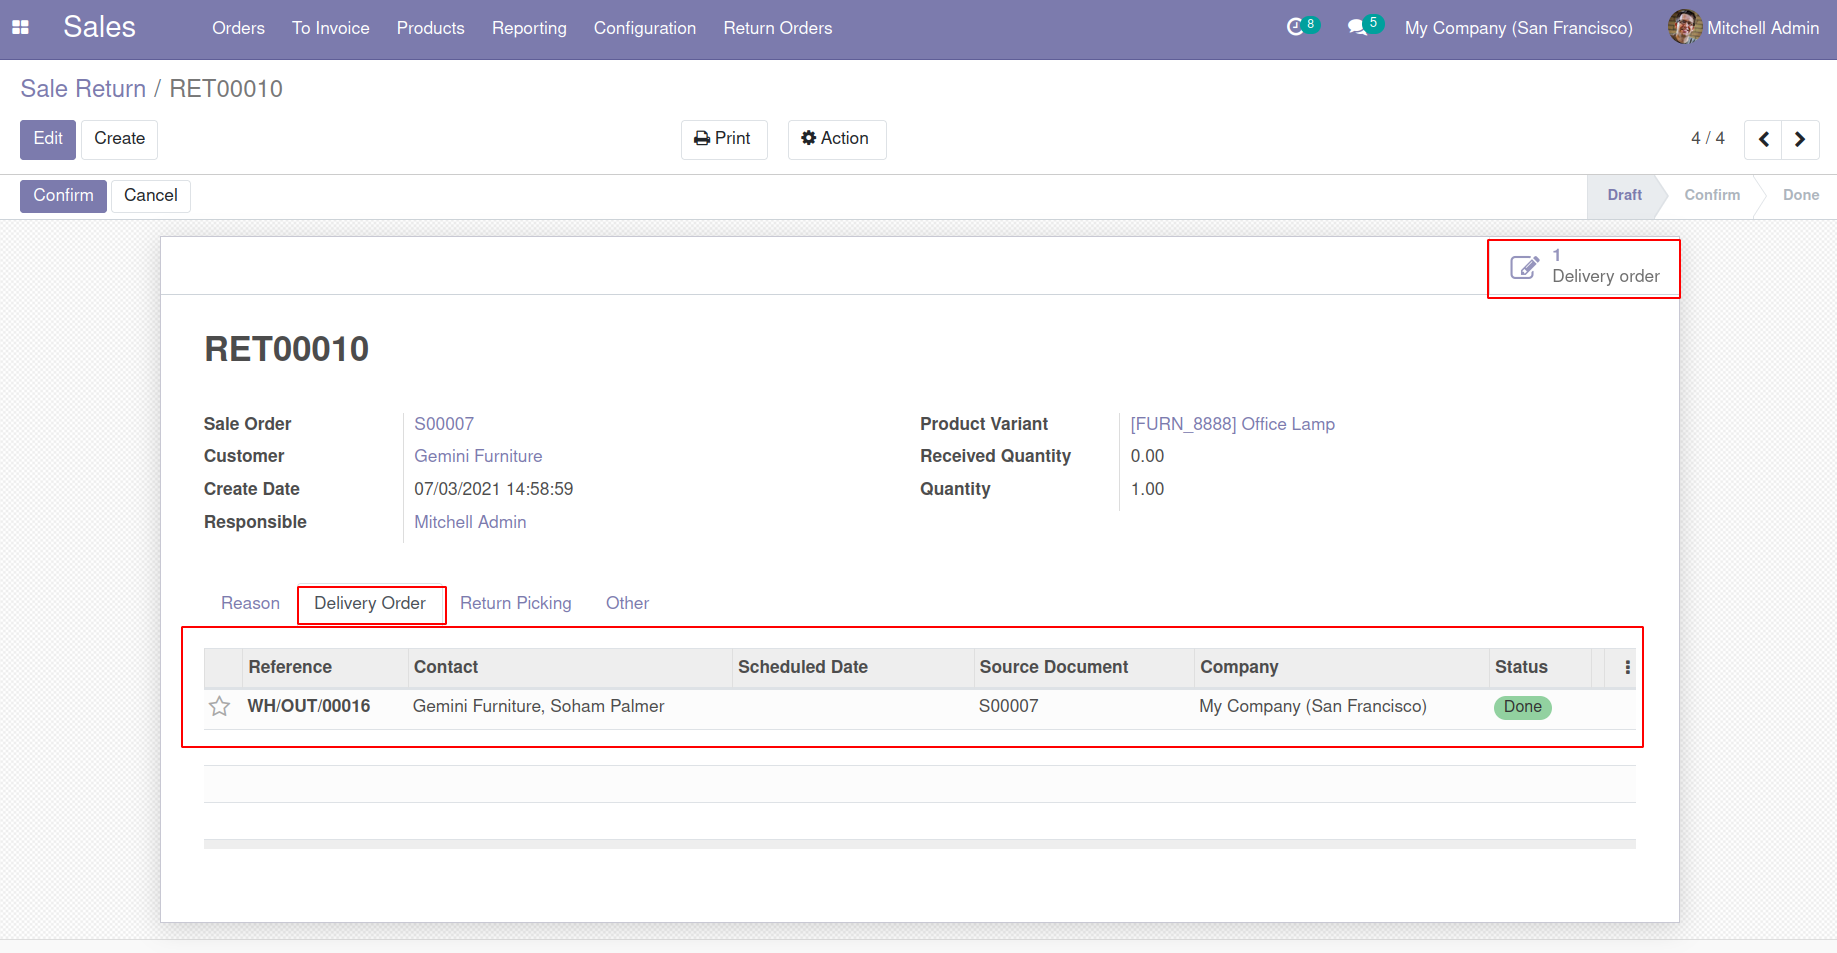 Sales Orders To Invoice Products Reporting Configuration Return Orders 8 5 My Company (San Francisco) Mitchell Admin
Sale Return / RET00010
Edit Create Print Action 4 / 4
Confirm Cancel Draft Confirm Done
1
Delivery order
RET00010
Sale Order S00007 Product Variant [FURN_8888] Office Lamp
Customer Gemini Furniture Received Quantity 0.00
Create Date 07/03/2021 14:58:59 Quantity 1.00
Responsible Mitchell Admin
Reason Delivery Order Return Picking Other
Reference Contact Scheduled Date Source Document Company Status
WH/OUT/00016 Gemini Furniture, Soham Palmer S00007 My Company (San Francisco) Done